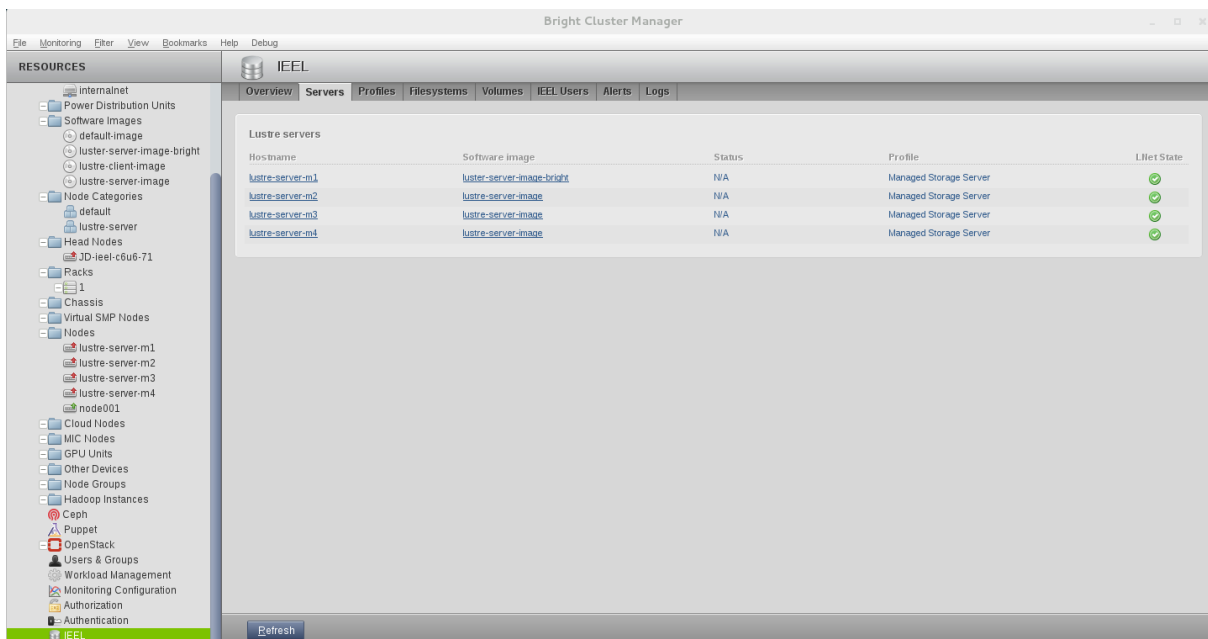 Bright Cluster Manager
File Monitoring Filter View Bookmarks Help Debug
RESOURCES
internalnet
Power Distribution Units
Software Images
default-image
luster-server-image-bright
lustre-client-image
lustre-server-image
Node Categories
default
lustre-server
Head Nodes
JD-ieel-c6u6-71
Racks
1
Chassis
Virtual SMP Nodes
Nodes
lustre-server-m1
lustre-server-m2
lustre-server-m3
lustre-server-m4
node001
Cloud Nodes
MIC Nodes
GPU Units
Other Devices
Node Groups
Hadoop Instances
Ceph
Puppet
OpenStack
Users & Groups
Workload Management
Monitoring Configuration
Authorization
Authentication
IEEL
IEEL
Overview Servers Profiles Filesystems Volumes IEEL Users Alerts Logs
Lustre servers
Hostname Software image Status Profile LNet State
lustre-server-m1 luster-server-image-bright N/A Managed Storage Server
lustre-server-m2 lustre-server-image N/A Managed Storage Server
lustre-server-m3 lustre-server-image N/A Managed Storage Server
lustre-server-m4 lustre-server-image N/A Managed Storage Server
Refresh